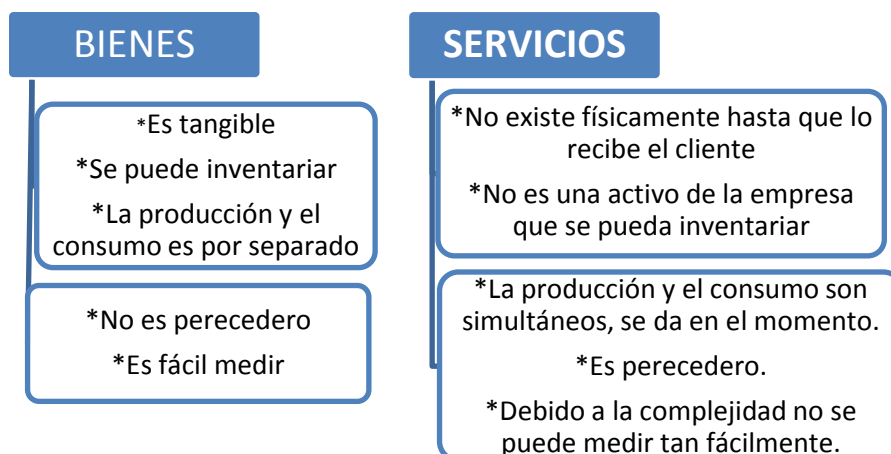 BIENES
*Es tangible
*Se puede inventariar
*La producción y el
consumo es por separado
*No es perecedero
*Es fácil medir
SERVICIOS
*No existe físicamente hasta que lo
recibe el cliente
*No es una activo de la empresa
que se pueda inventariar
*La producción y el consumo son
simultáneos, se da en el momento.
*Es perecedero.
*Debido a la complejidad no se
puede medir tan fácilmente.